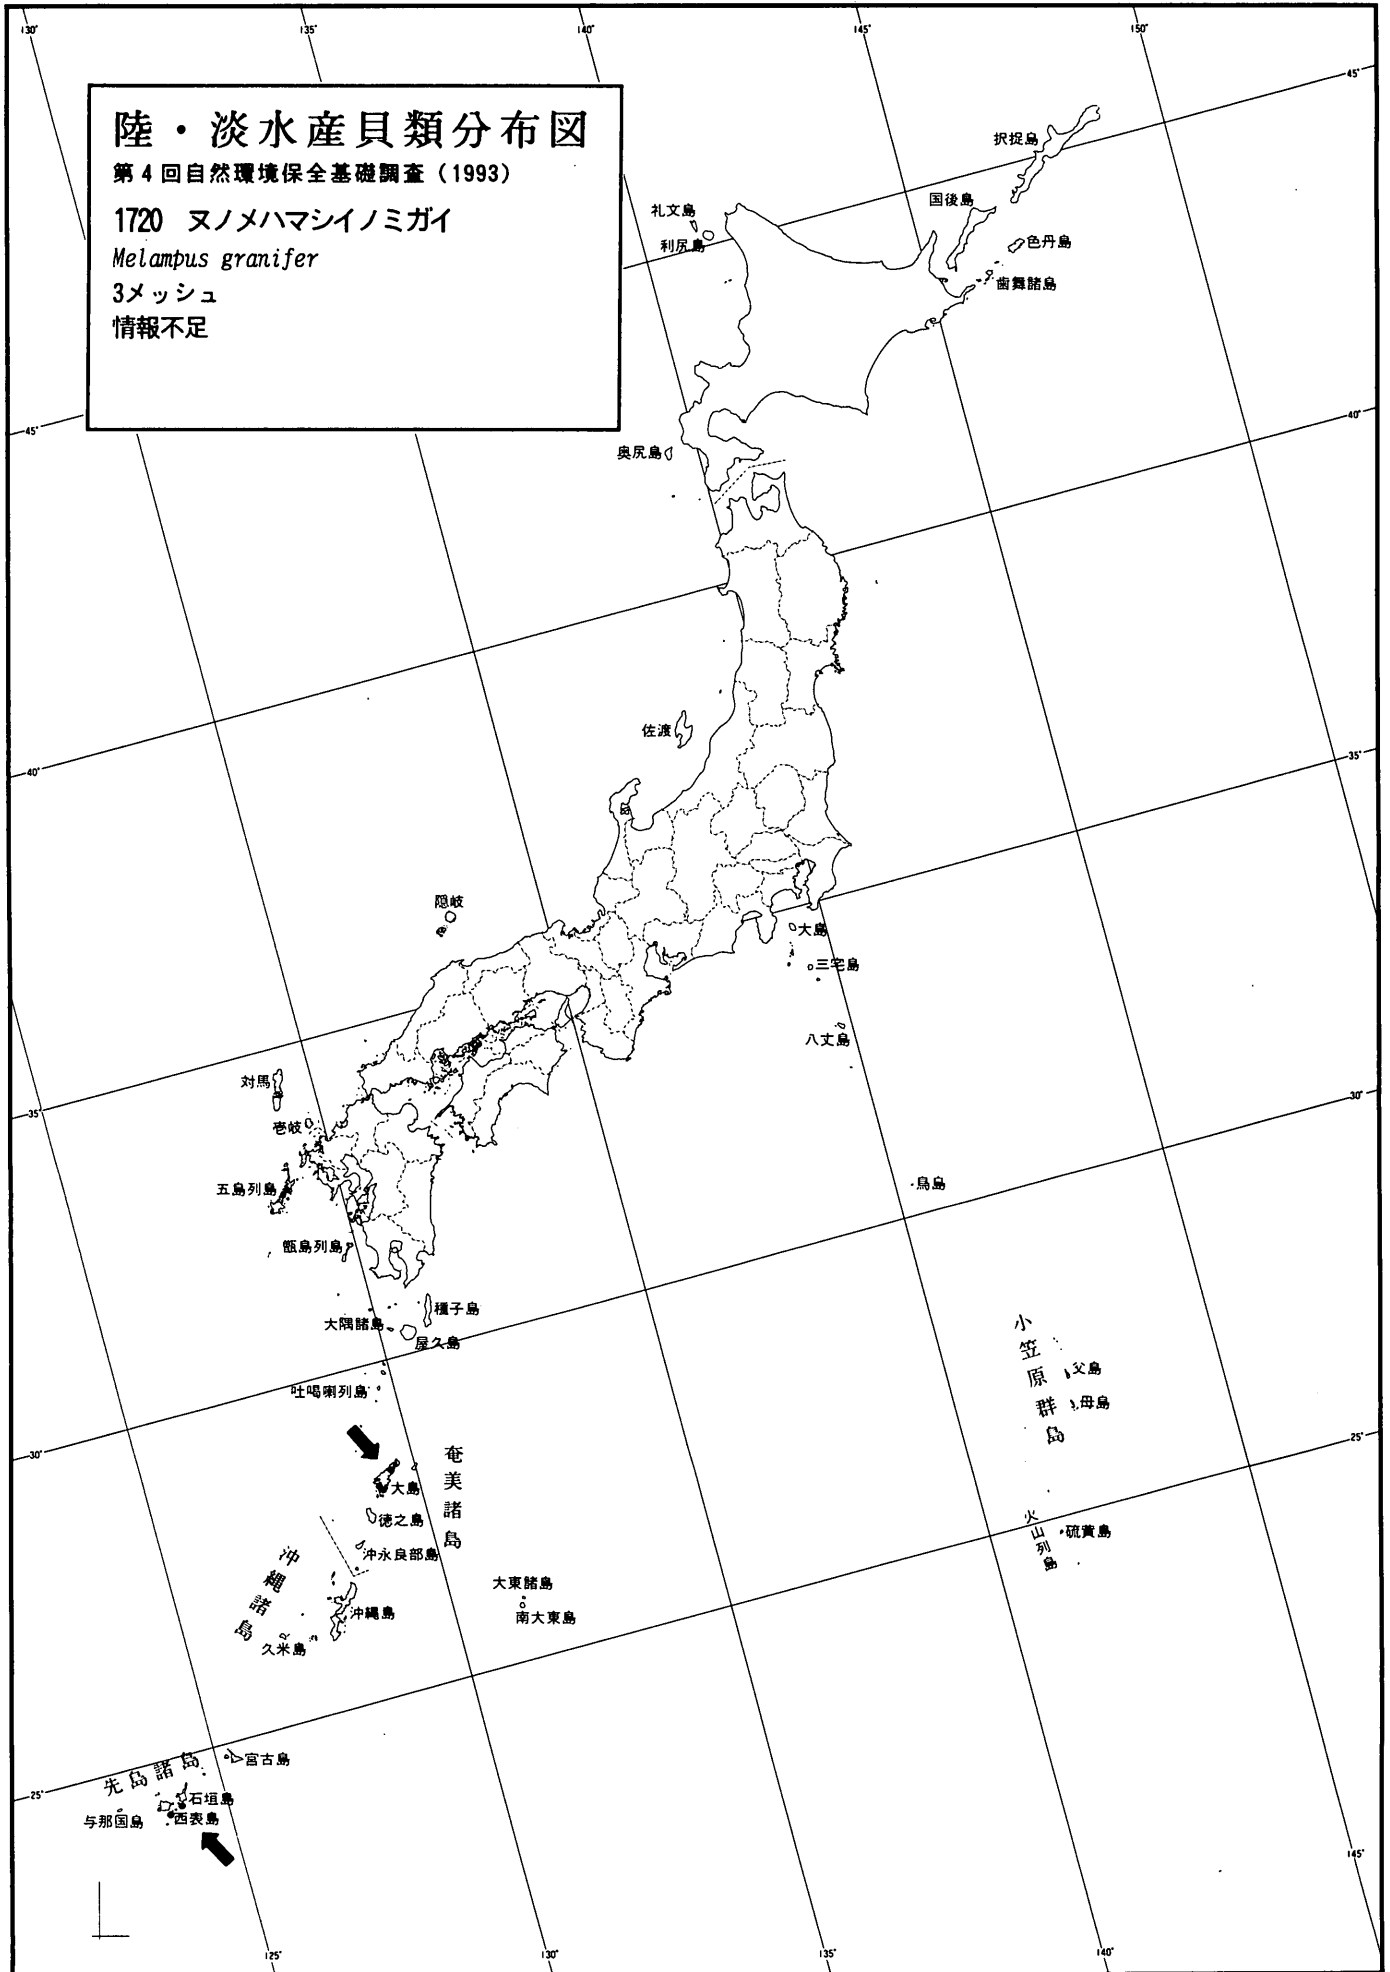 130°
135°
140°
145°
150°
陸・淡水産貝類分布図
第4回自然環境保全基礎調査（1993）
1720 ヌノメハマシイノミガイ
Melampus granifer
3メッシュ
情報不足
45°
択捉島
国後島
色丹島
歯舞諸島
礼文島
利尻島
45°
40°
奥尻島
佐渡
40°
35°
隠岐
大島
三宅島
八丈島
対馬
35°
壱岐
30°
五島列島
鳥島
甑島列島
種子島
大隅諸島
屋久島
吐噶喇列島
小笠原群島
父島
母島
30°
25°
奄美諸島
大島
徳之島
沖永良部島
火山列島
硫黄島
沖縄諸島
沖縄島
久米島
大東諸島
南大東島
先島諸島
宮古島
25°
石垣島
西表島
与那国島
145°
125°
130°
135°
140°